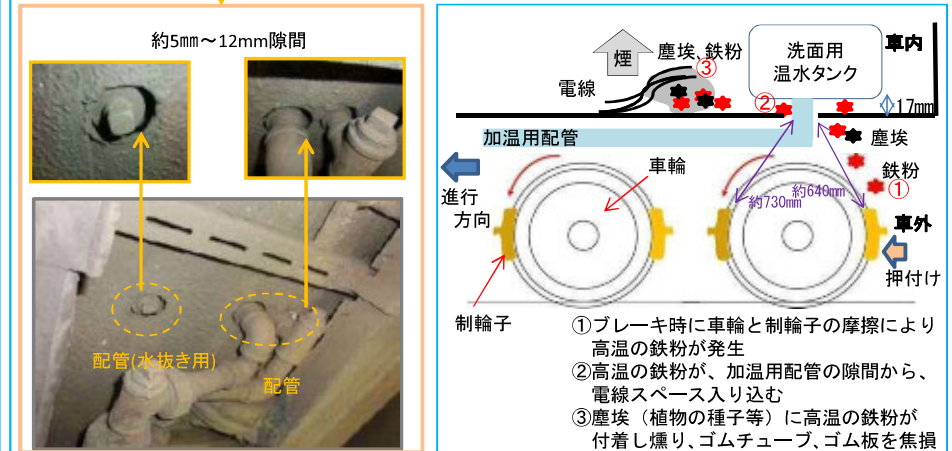 約5mm～12mm隙間
配管(水抜き用)
配管
煙
塵埃、鉄粉
③
電線
洗面用
温水タンク
車内
②
17mm
加温用配管
塵埃
鉄粉
①
進行
方向
車輪
約730mm
約640mm
車外
押付け
制輪子
①ブレーキ時に車輪と制輪子の摩擦により
高温の鉄粉が発生
②高温の鉄粉が、加温用配管の隙間から、
電線スペース入り込む
③塵埃（植物の種子等）に高温の鉄粉が
付着し燻り、ゴムチューブ、ゴム板を焦損